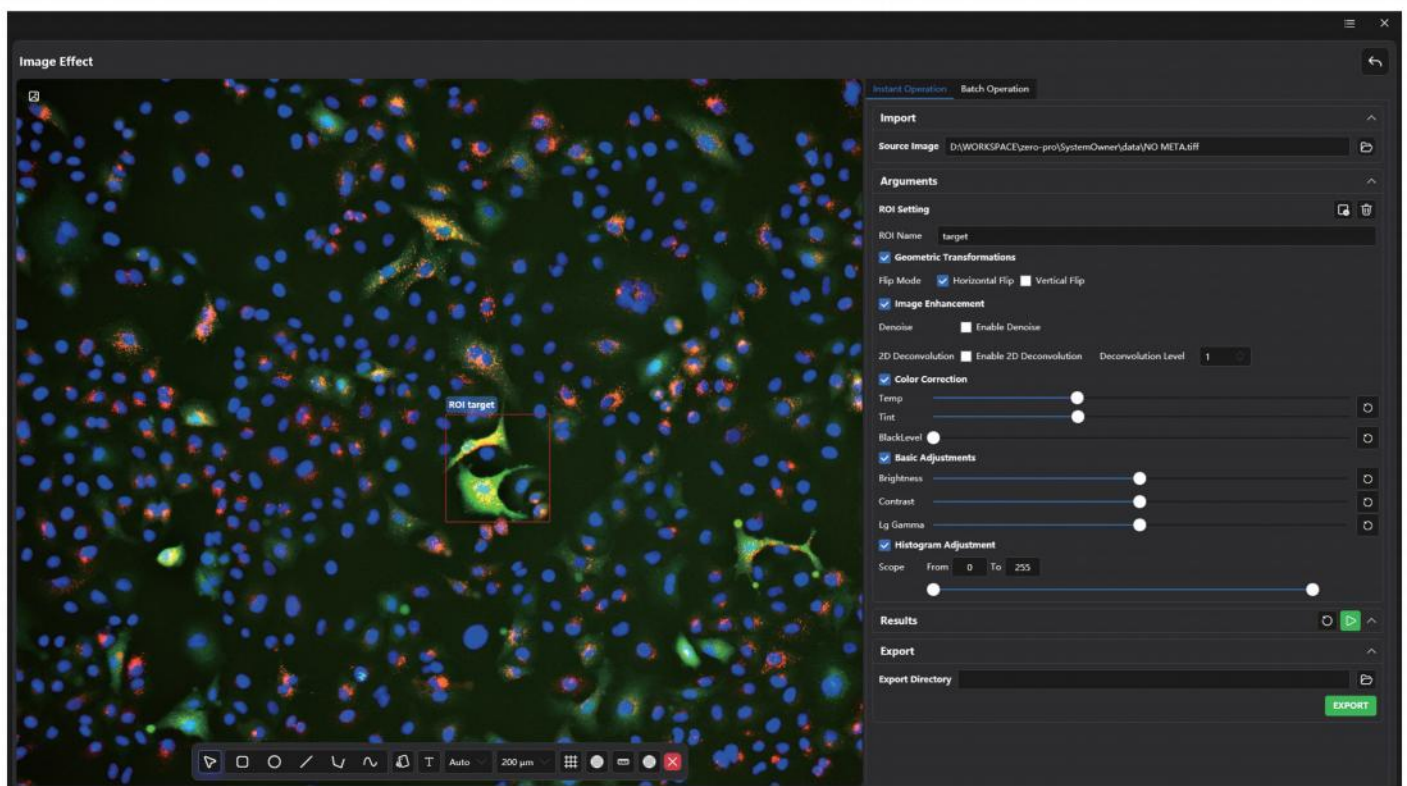 Image Effect
Instant Operation Batch Operation
Import
Source Image D:\WORKSPACE\zero-pro\SystemOwner\data\NO META.tiff
Arguments
ROI Setting
ROI Name target
Geometric Transformations
Flip Mode Horizontal Flip Vertical Flip
Image Enhancement
Denoise Enable Denoise
2D Deconvolution Enable 2D Deconvolution Deconvolution Level 1
Color Correction
Temp
ROI target
Tint
BlackLevel
Basic Adjustments
Brightness
Contrast
Lg Gamma
Histogram Adjustment
Scope From 0 To 255
Results
Export
Export Directory
EXPORT
T Auto 200 μm